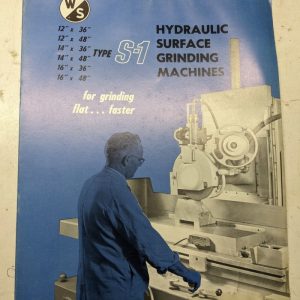 W
S
12" x 36"
12" x 48"
14" x 36"
14" x 48"
16" x 36"
16" x 48"
TYPE S-1
HYDRAULIC
SURFACE
GRINDING
MACHINES
for grinding
flat... faster